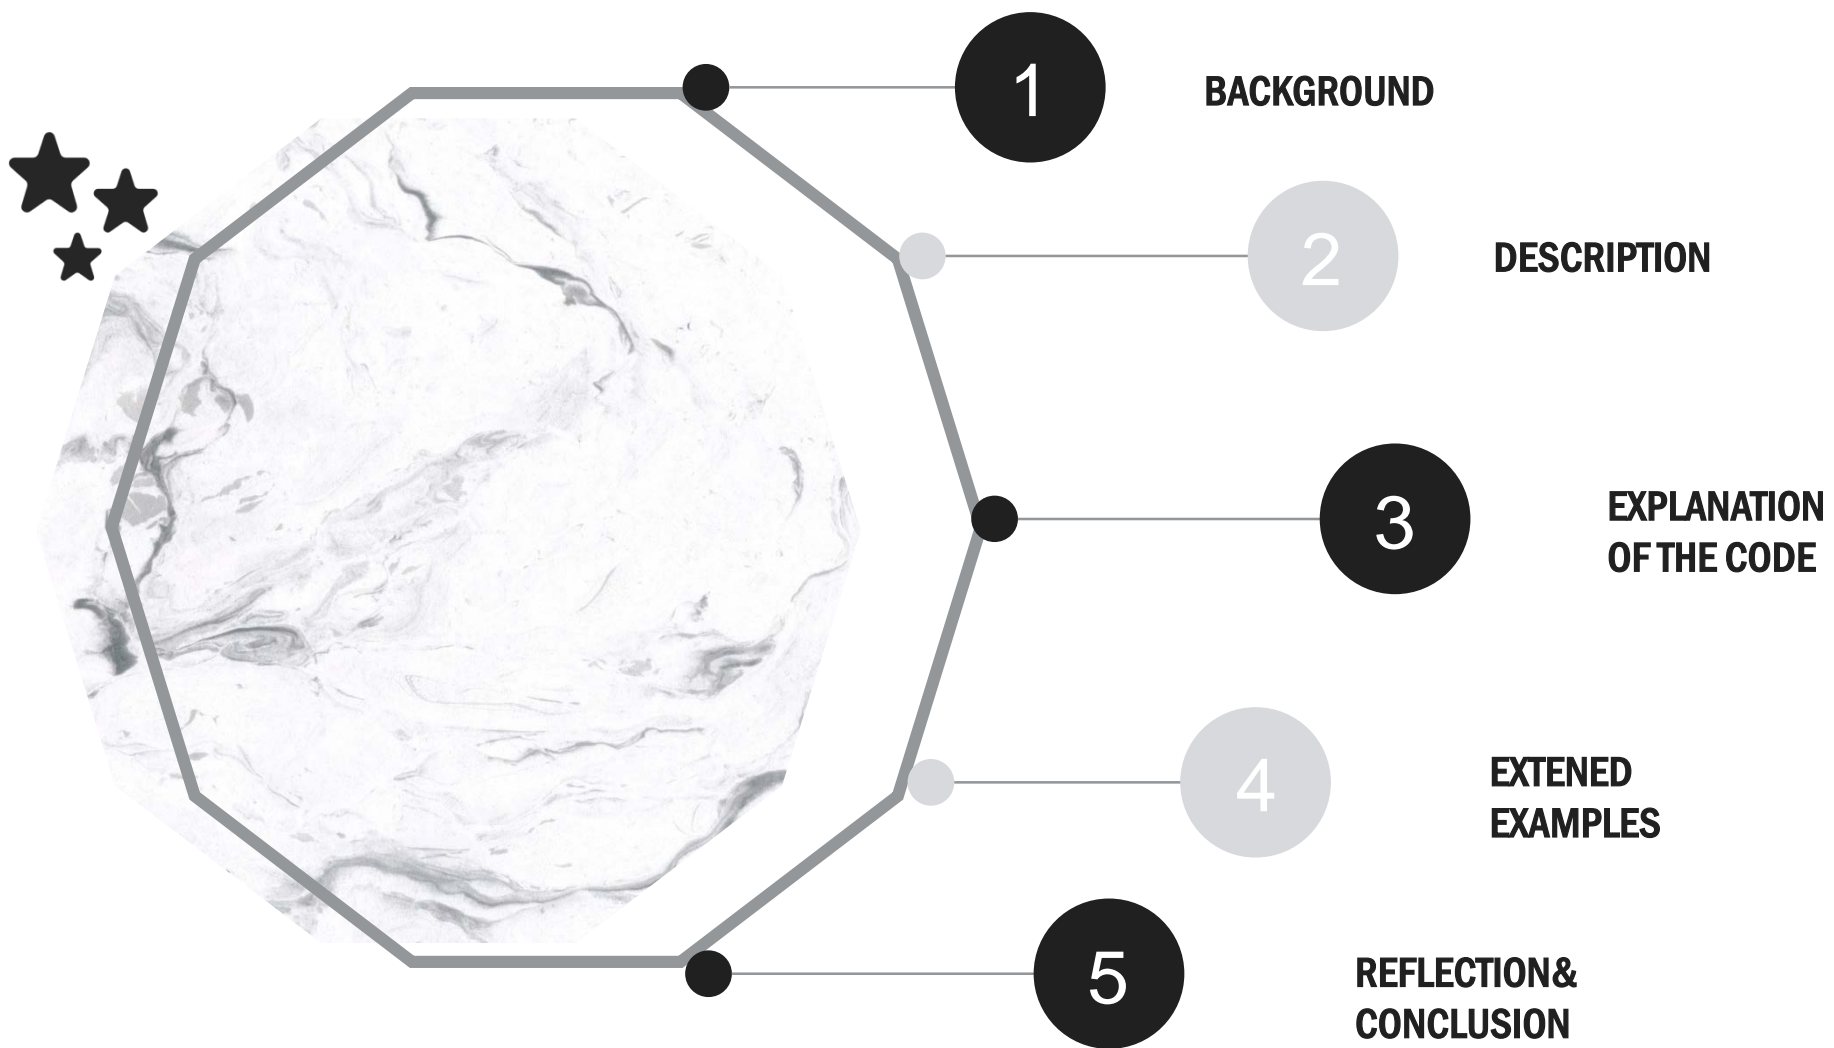 1
BACKGROUND
2
DESCRIPTION
3
EXPLANATION
OF THE CODE
4
EXTENED
EXAMPLES
5
REFLECTION&
CONCLUSION